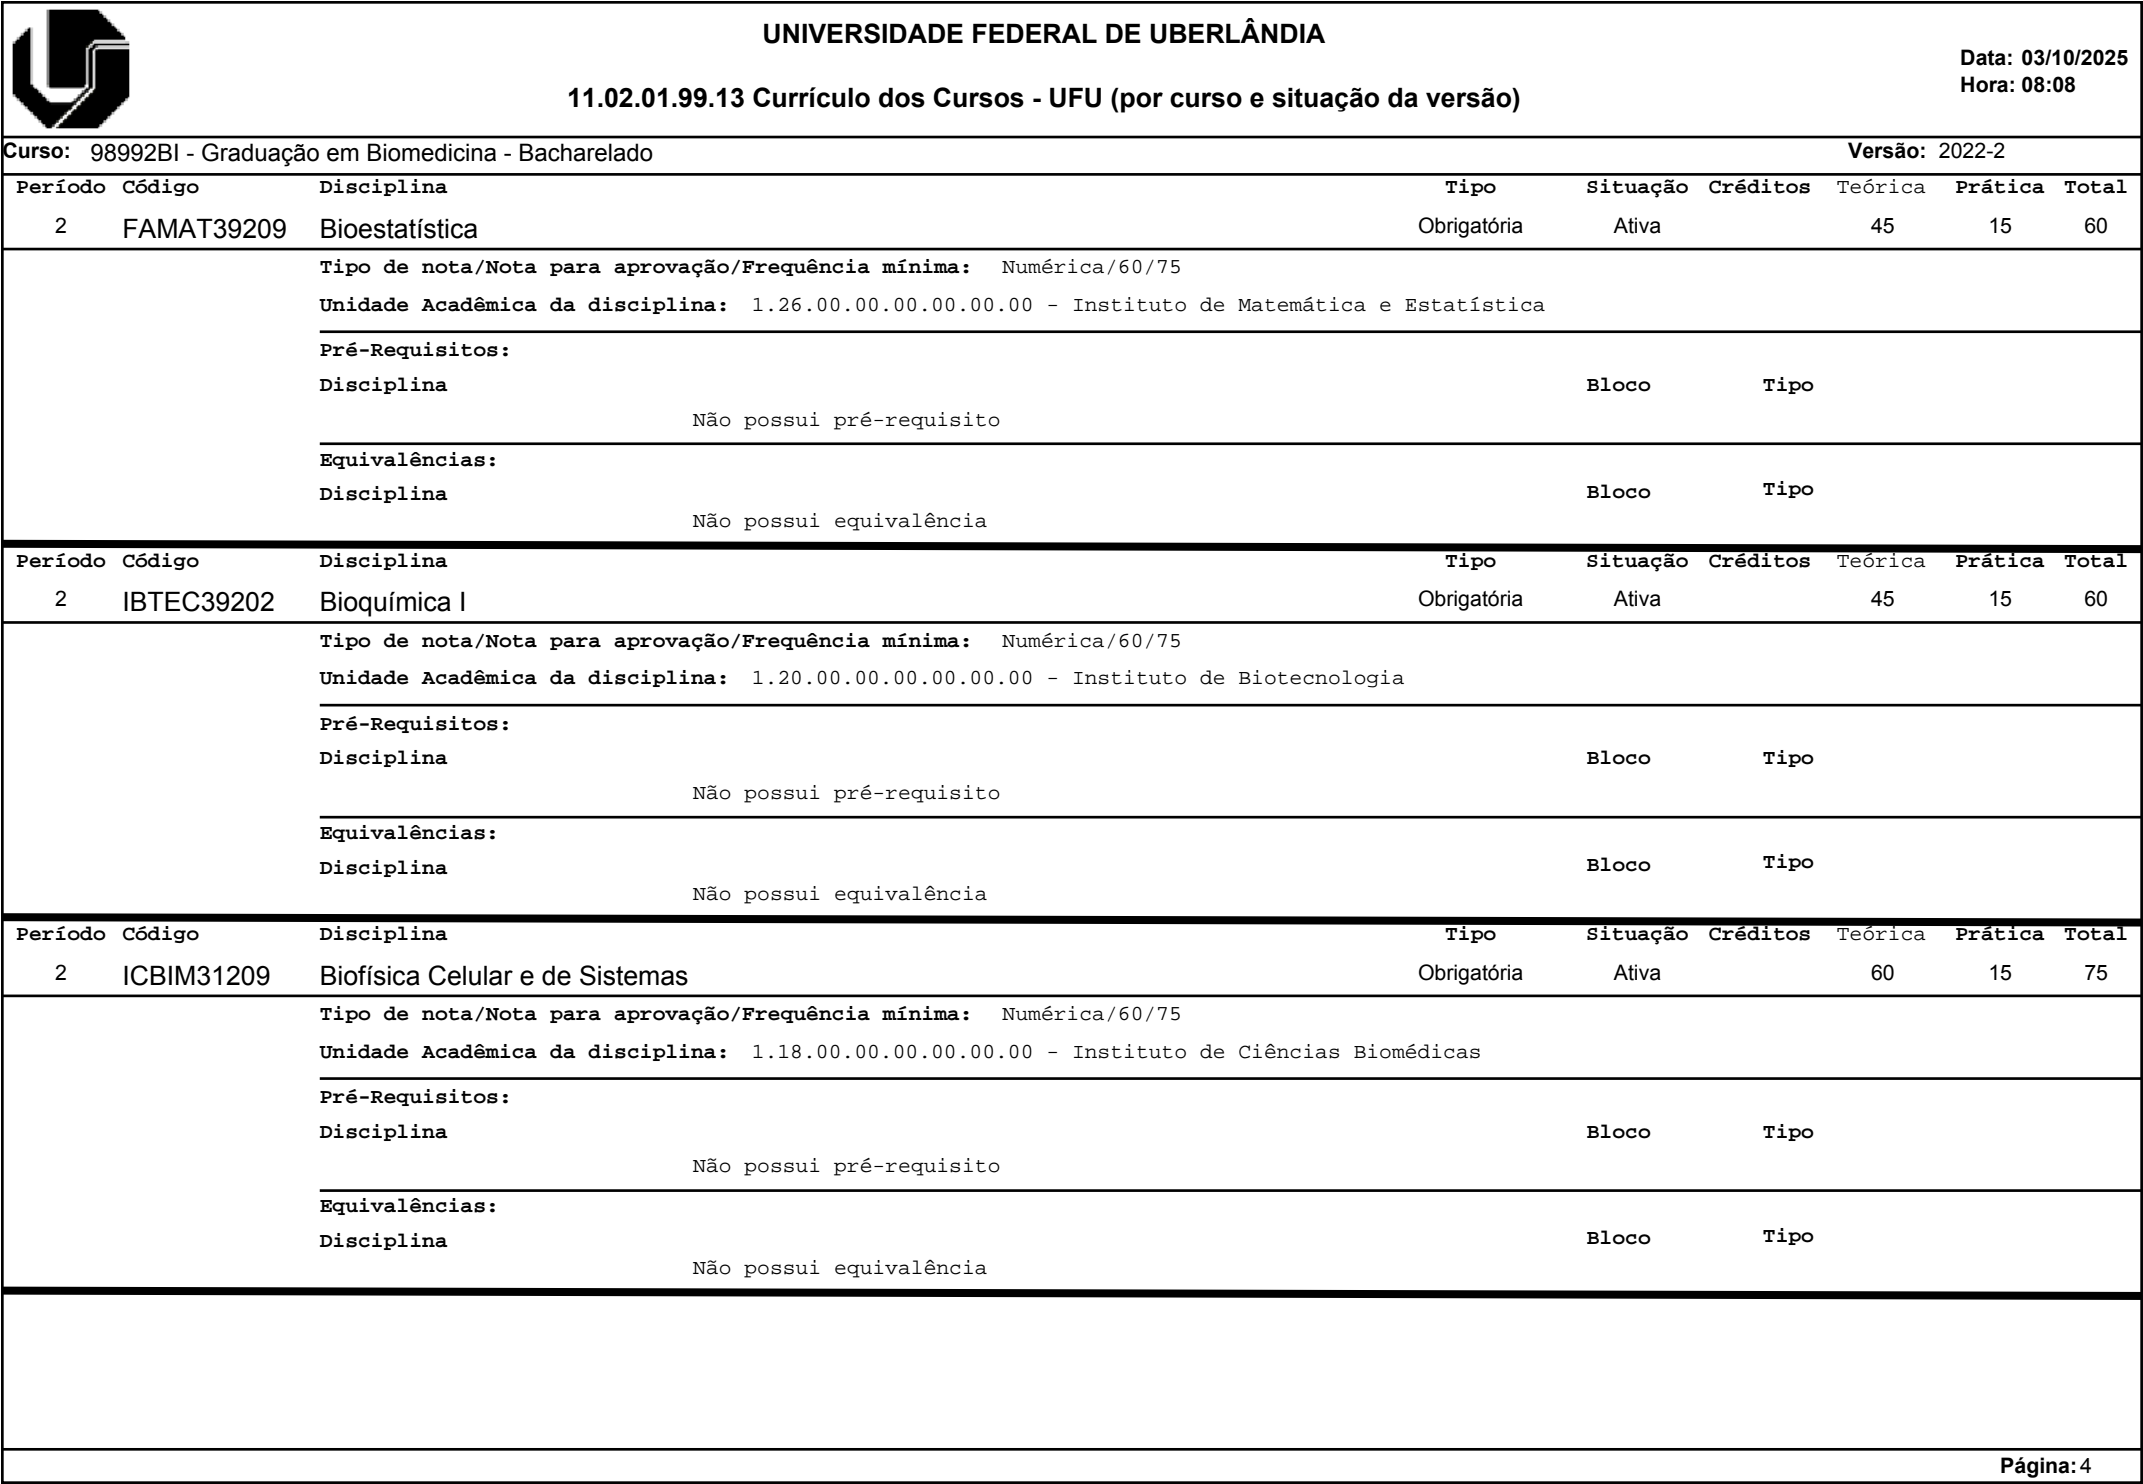 UNIVERSIDADE FEDERAL DE UBERLÂNDIA
Data: 03/10/2025
Hora: 08:08
11.02.01.99.13 Currículo dos Cursos - UFU (por curso e situação da versão)
Curso: 98992BI - Graduação em Biomedicina - Bacharelado Versão: 2022-2
Período Código Disciplina Tipo Situação Créditos Teórica Prática Total
2 FAMAT39209 Bioestatística Obrigatória Ativa 45 15 60
Tipo de nota/Nota para aprovação/Frequência mínima: Numérica/60/75
Unidade Acadêmica da disciplina: 1.26.00.00.00.00.00.00 - Instituto de Matemática e Estatística
Pré-Requisitos:
Disciplina Bloco Tipo
Não possui pré-requisito
Equivalências:
Disciplina Bloco Tipo
Não possui equivalência
Período Código Disciplina Tipo Situação Créditos Teórica Prática Total
2 IBTEC39202 Bioquímica I Obrigatória Ativa 45 15 60
Tipo de nota/Nota para aprovação/Frequência mínima: Numérica/60/75
Unidade Acadêmica da disciplina: 1.20.00.00.00.00.00.00 - Instituto de Biotecnologia
Pré-Requisitos:
Disciplina Bloco Tipo
Não possui pré-requisito
Equivalências:
Disciplina Bloco Tipo
Não possui equivalência
Período Código Disciplina Tipo Situação Créditos Teórica Prática Total
2 ICBIM31209 Biofísica Celular e de Sistemas Obrigatória Ativa 60 15 75
Tipo de nota/Nota para aprovação/Frequência mínima: Numérica/60/75
Unidade Acadêmica da disciplina: 1.18.00.00.00.00.00.00 - Instituto de Ciências Biomédicas
Pré-Requisitos:
Disciplina Bloco Tipo
Não possui pré-requisito
Equivalências:
Disciplina Bloco Tipo
Não possui equivalência
Página: 4